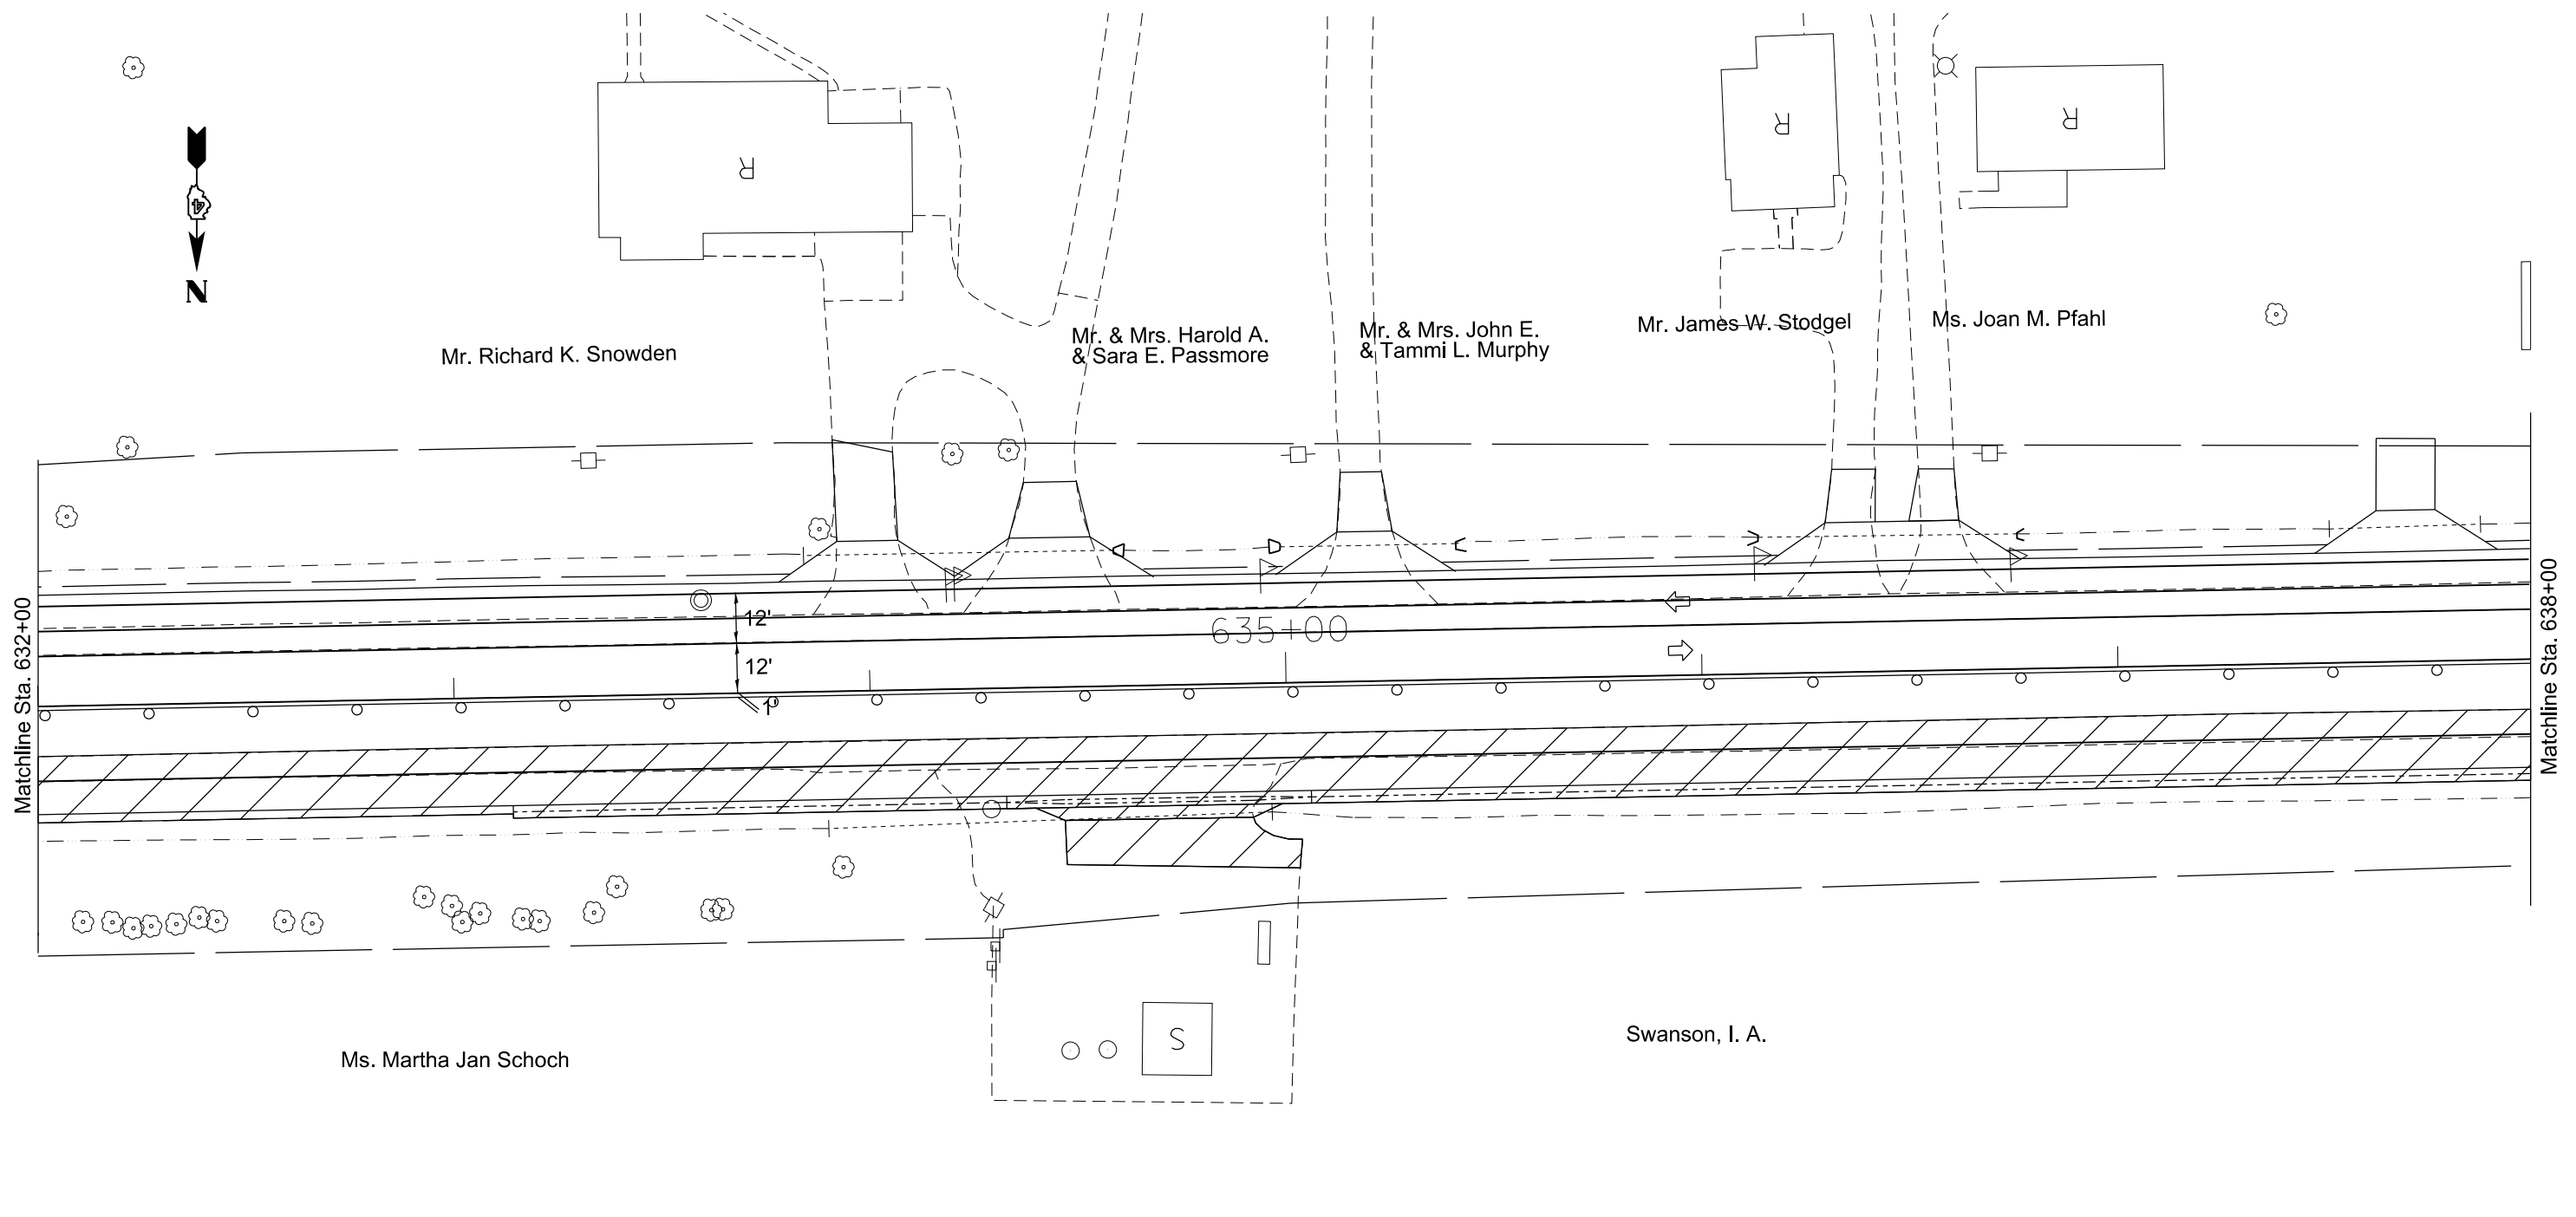 R
R
R
4
N
Mr. Richard K. Snowden
Mr. & Mrs. Harold A.
& Sara E. Passmore
Mr. & Mrs. John E.
& Tammi L. Murphy
Mr. James W. Stodgel
Ms. Joan M. Pfahl
Matchline Sta. 632+00
12'
12'
1'
635+00
Matchline Sta. 638+00
S
Ms. Martha Jan Schoch
Swanson, I. A.